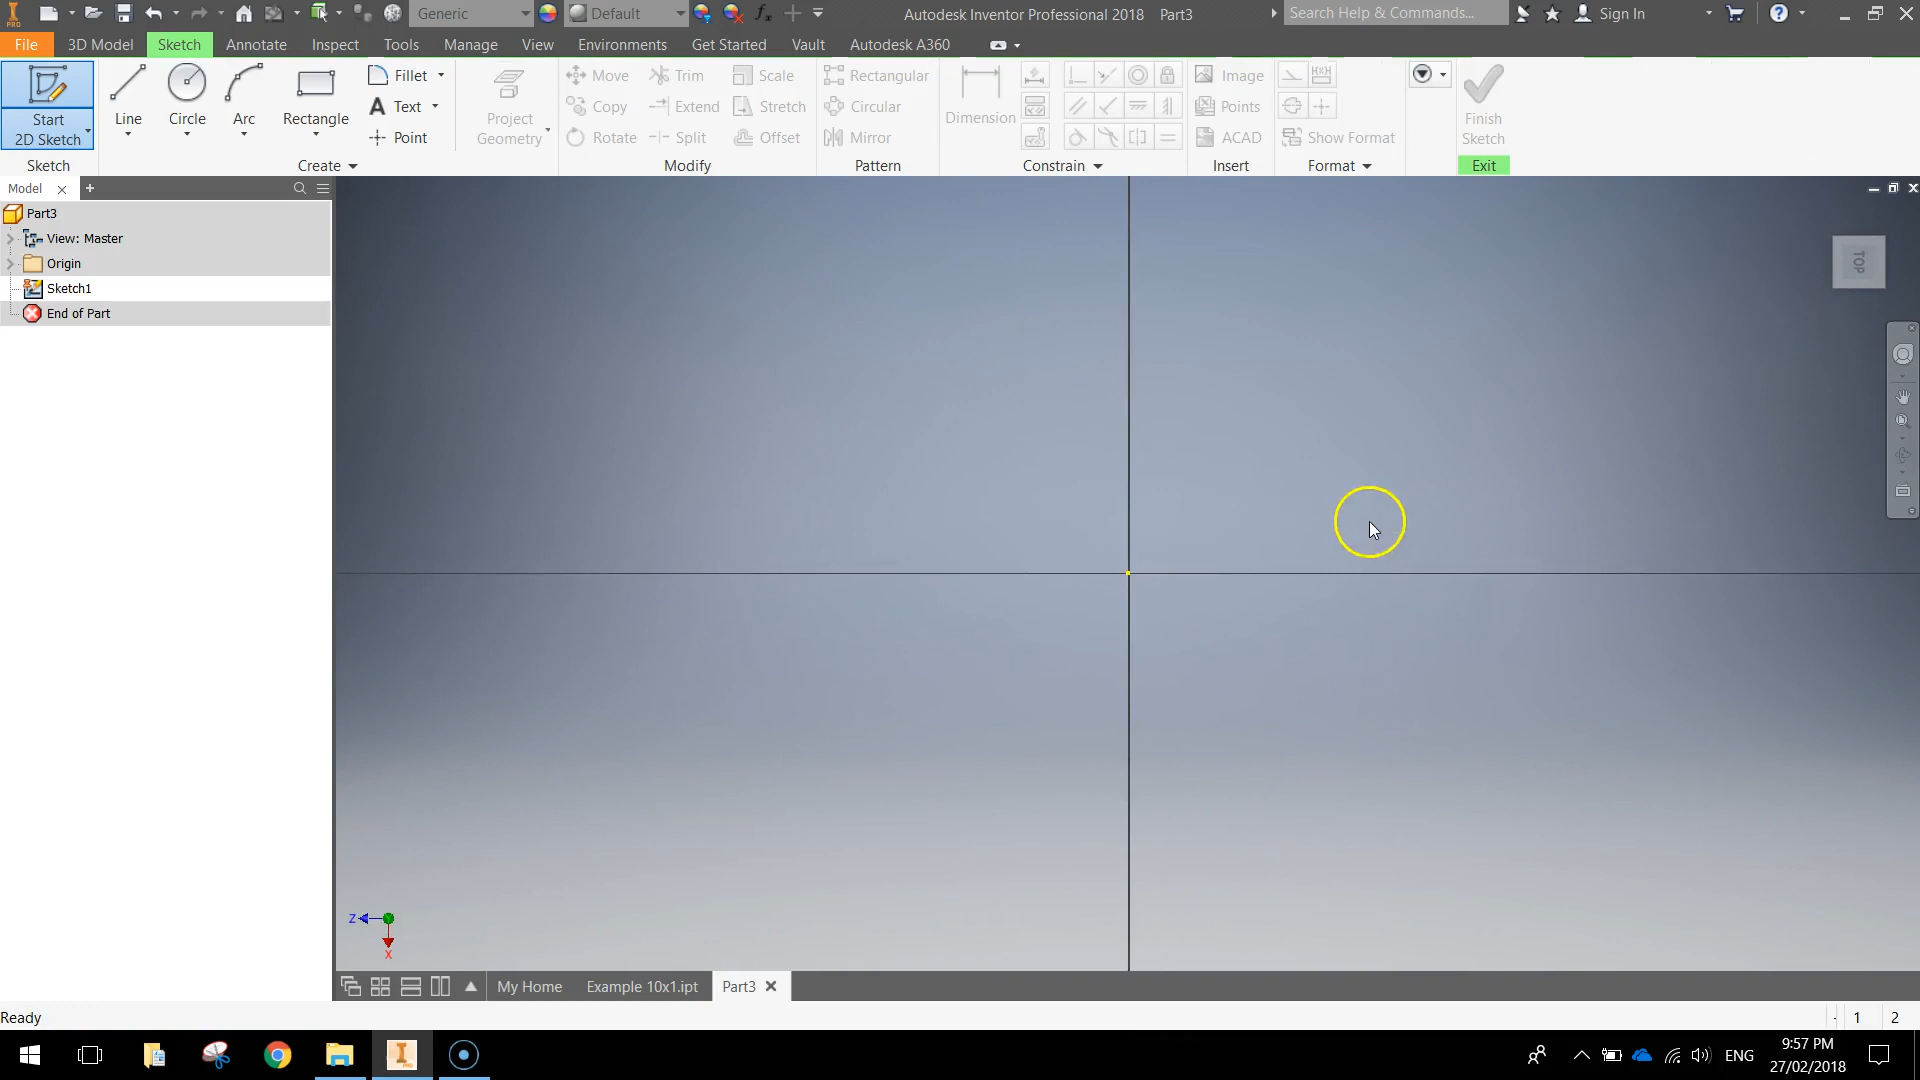 Generic
Default
Autodesk Inventor Professional 2018 Part3
Search Help & Commands...
Sign In
PRO
File 3D Model Sketch Annotate Inspect Tools Manage View Environments Get Started Vault Autodesk A360
Start
2D Sketch
Line
Circle
Arc
Rectangle
Fillet
Text
Point
Project
Geometry
Move
Copy
Rotate
Trim
Extend
Split
Scale
Stretch
Offset
Rectangular
Circular
Mirror
Dimension
Image
Points
ACAD
Show Format
Finish
Sketch
Sketch Create Modify Pattern Constrain Insert Format Exit
Model
Part3
View: Master
Origin
Sketch1
End of Part
TOP
Z
X
My Home Example 10x1.ipt Part3
Ready
1 2
ENG
9:57 PM
27/02/2018